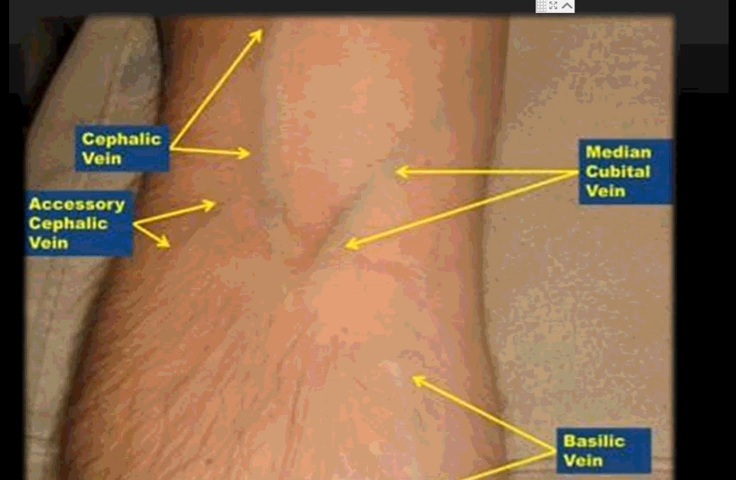 Cephalic
Vein
Accessory
Cephalic
Vein
Median
Cubital
Vein
Basilic
Vein